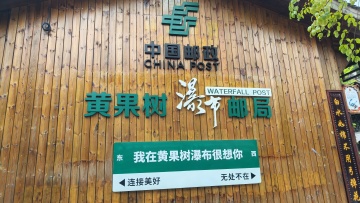 中国邮政
CHINA POST
WATERFALL POST
黄果树瀑布邮局
东
我在黄果树瀑布很想你
西
连接美好
无处不在